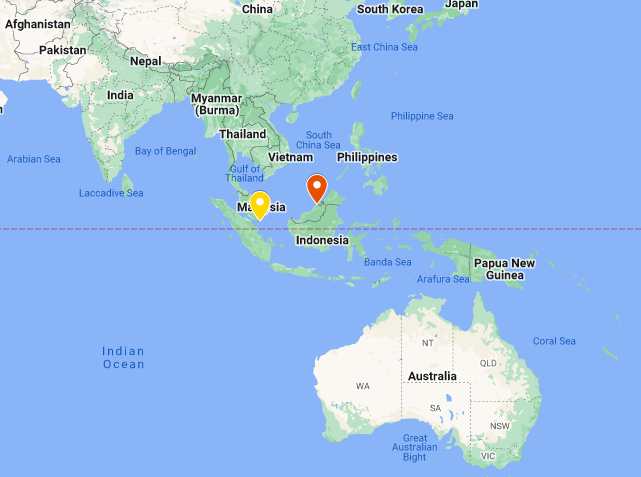 China
South Korea
Japan
Afghanistan
East China Sea
Pakistan
Nepal
India
Myanmar
(Burma)
Philippine Sea
Thailand
South
China Sea
Bay of Bengal
Arabian Sea
Vietnam
Philippines
Gulf of
Thailand
Laccadive Sea
Indonesia
Banda Sea
Papua New
Guinea
Arafura Sea
Indian
Ocean
NT
Coral Sea
QLD
Australia
WA
SA
NSW
Great
Australian
Bight
VIC